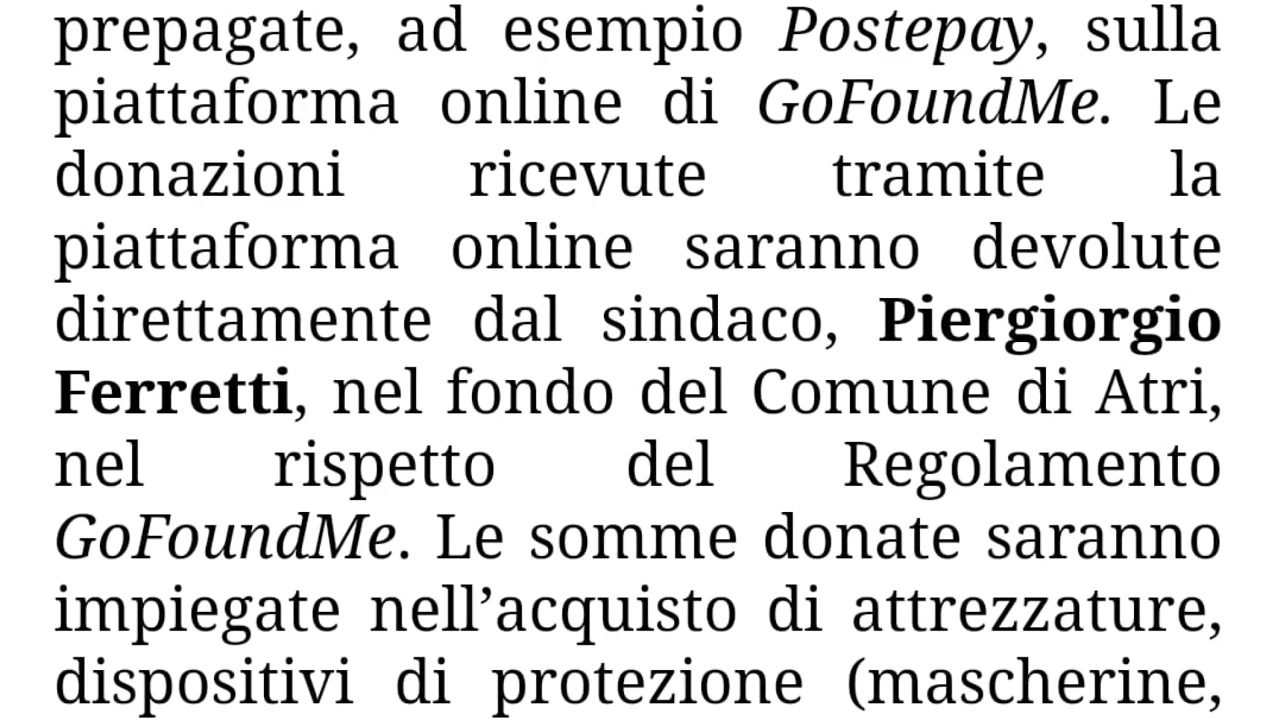 prepagate, ad esempio Postepay, sulla
piattaforma online di GoFoundMe. Le
donazioni ricevute tramite la
piattaforma online saranno devolute
direttamente dal sindaco, Piergiorgio
Ferretti, nel fondo del Comune di Atri,
nel rispetto del Regolamento
GoFoundMe. Le somme donate saranno
impiegate nell’acquisto di attrezzature,
dispositivi di protezione (mascherine,